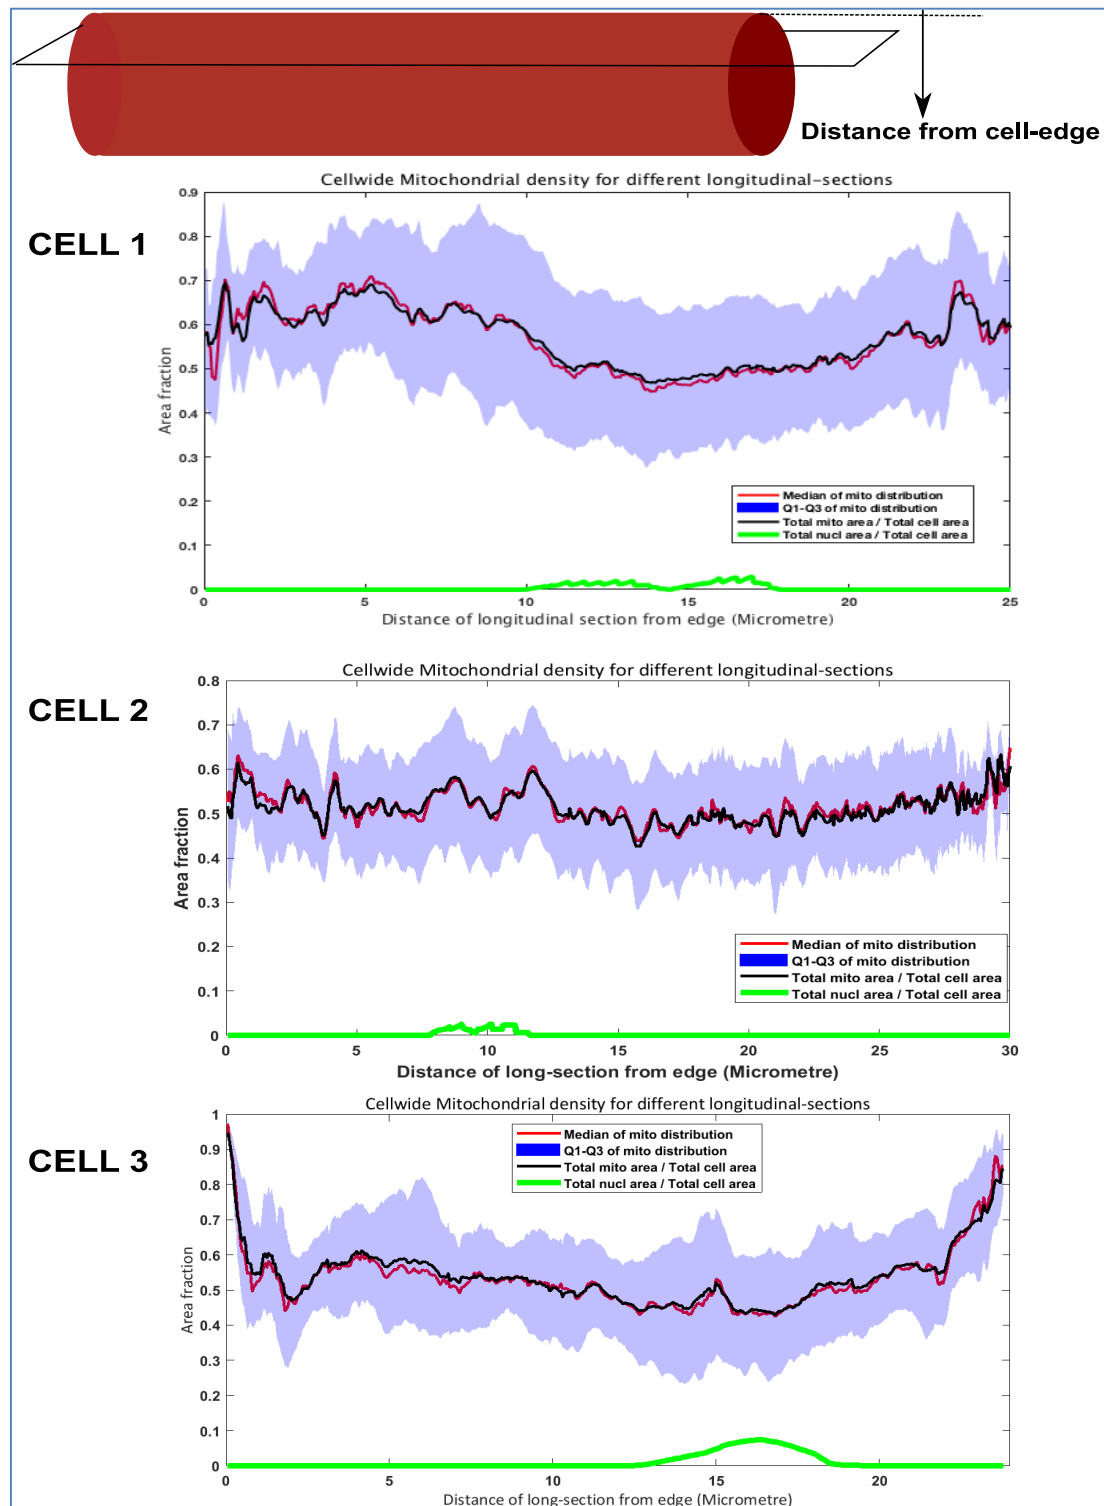 Distance from cell-edge
Cellwide Mitochondrial density for different longitudinal-sections
CELL 1
Area fraction
0.9
0.8
0.7
0.6
0.5
0.4
0.3
0.2
0.1
0
Median of mito distribution
Q1-Q3 of mito distribution
Total mito area / Total cell area
Total nucl area / Total cell area
0 5 10 15 20 25
Distance of longitudinal section from edge (Micrometre)
Cellwide Mitochondrial density for different longitudinal-sections
CELL 2
Area fraction
0.8
0.7
0.6
0.5
0.4
0.3
0.2
0.1
0
Median of mito distribution
Q1-Q3 of mito distribution
Total mito area / Total cell area
Total nucl area / Total cell area
0 5 10 15 20 25 30
Distance of long-section from edge (Micrometre)
Cellwide Mitochondrial density for different longitudinal-sections
CELL 3
Area fraction
1
0.9
0.8
0.7
0.6
0.5
0.4
0.3
0.2
0.1
0
Median of mito distribution
Q1-Q3 of mito distribution
Total mito area / Total cell area
Total nucl area / Total cell area
0 5 10 15 20
Distance of long-section from edge (Micrometre)